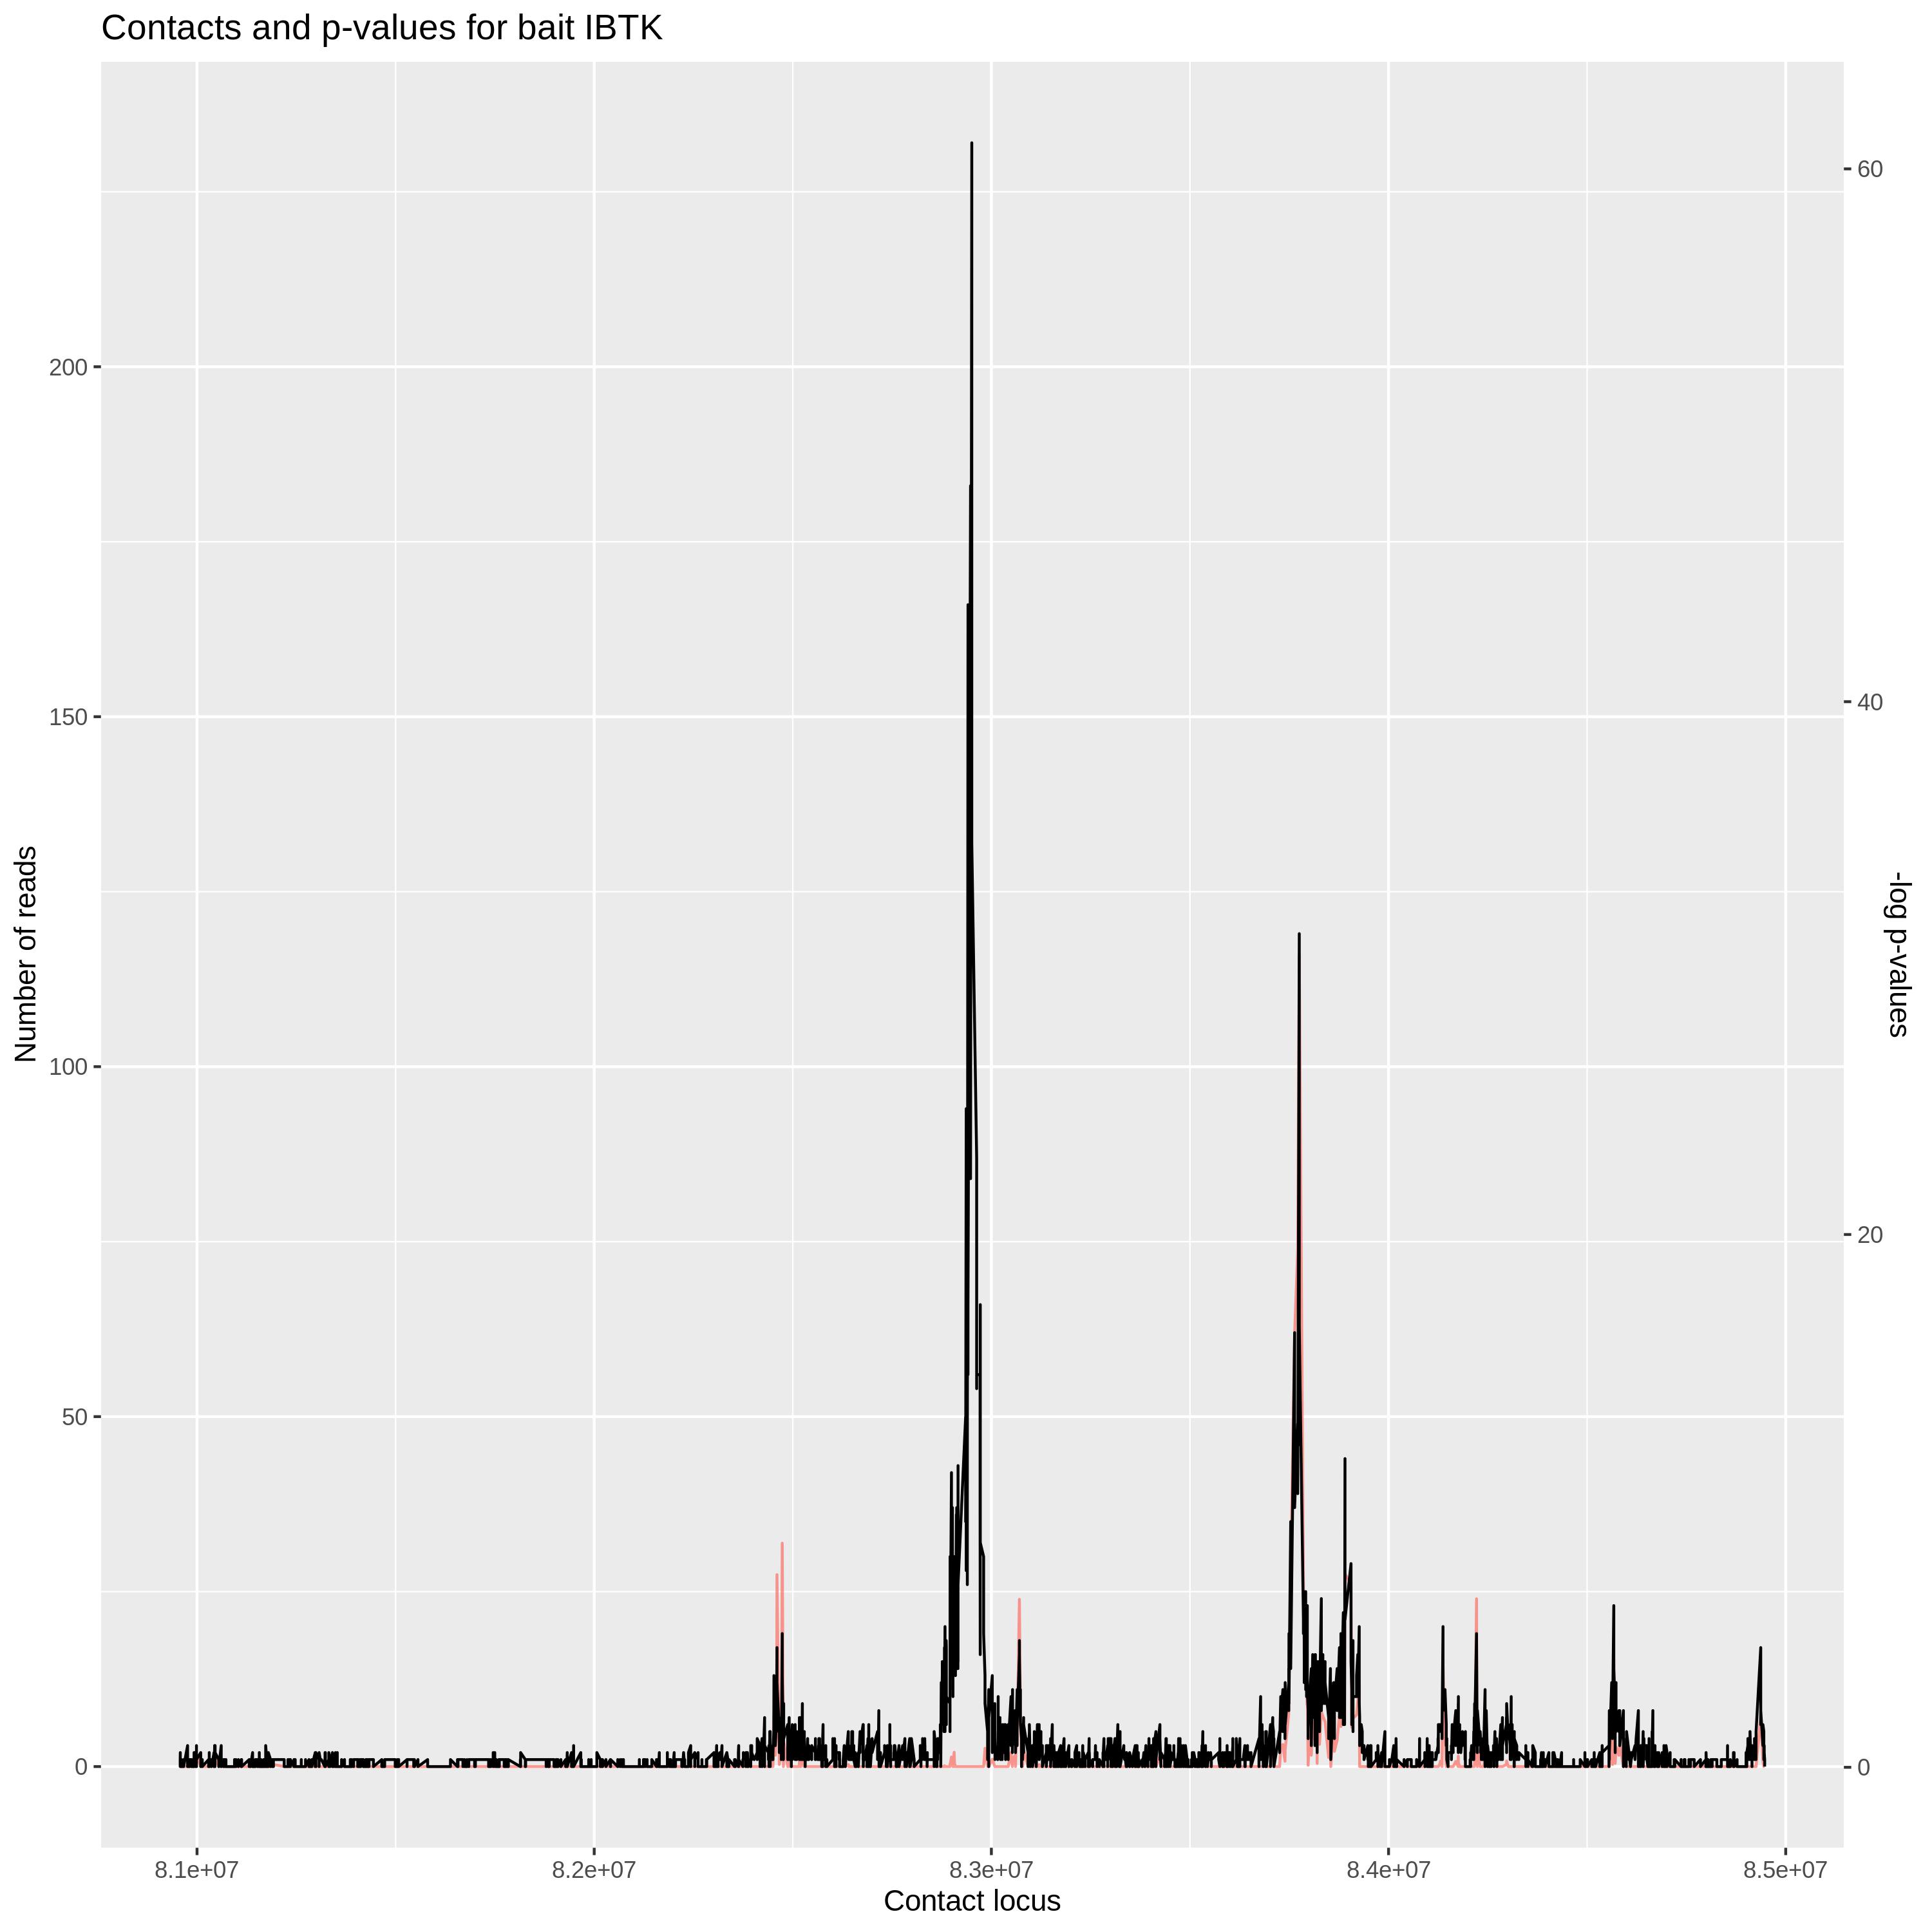 Contacts and p-values for bait IBTK
Number of reads
200
150
100
50
0
60
40
20
0
-log p-values
8.1e+07
8.2e+07
8.3e+07
8.4e+07
8.5e+07
Contact locus